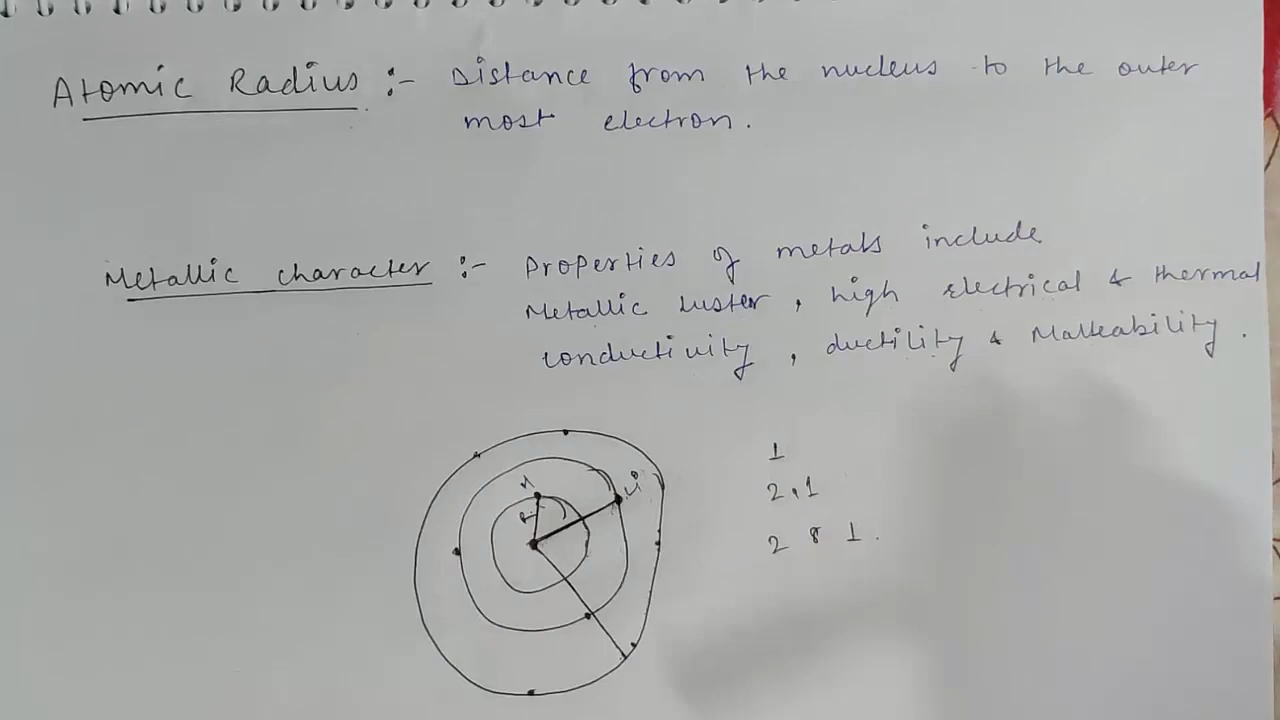 Atomic Radius :- Distance from the nucleus to the outer
most electron.
Metallic character :- Properties of metals include
Metallic luster, high electrical & thermal
conductivity, ductility & Malleability.
H
R
Li
1
2,1
2 8 1.